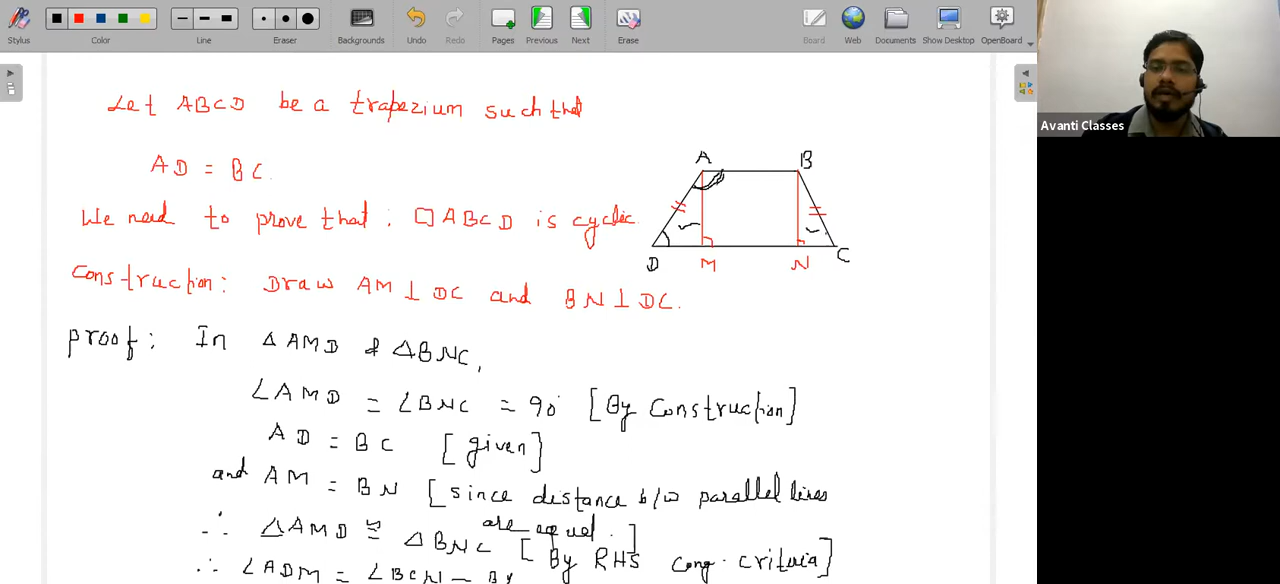 Stylus Color Line Eraser Backgrounds Undo Redo Pages Previous Next Erase Board Web Documents Show Desktop OpenBoard
Avanti Classes
Let ABCD be a trapezium such that
AD = BC.
We need to prove that: □ABCD is cyclic.
Construction: Draw AM ⊥ DC and BN ⊥ DC.
A B
D M N C
Proof: In △AMD & △BNC,
∠AMD = ∠BNC = 90° [By Construction]
AD = BC [given]
and AM = BN [since distance b/w parallel lines
are equal.]
∴ △AMD ≅ △BNC [By RHS cong. criteria]
∴ ∠ADM = ∠BCN – By